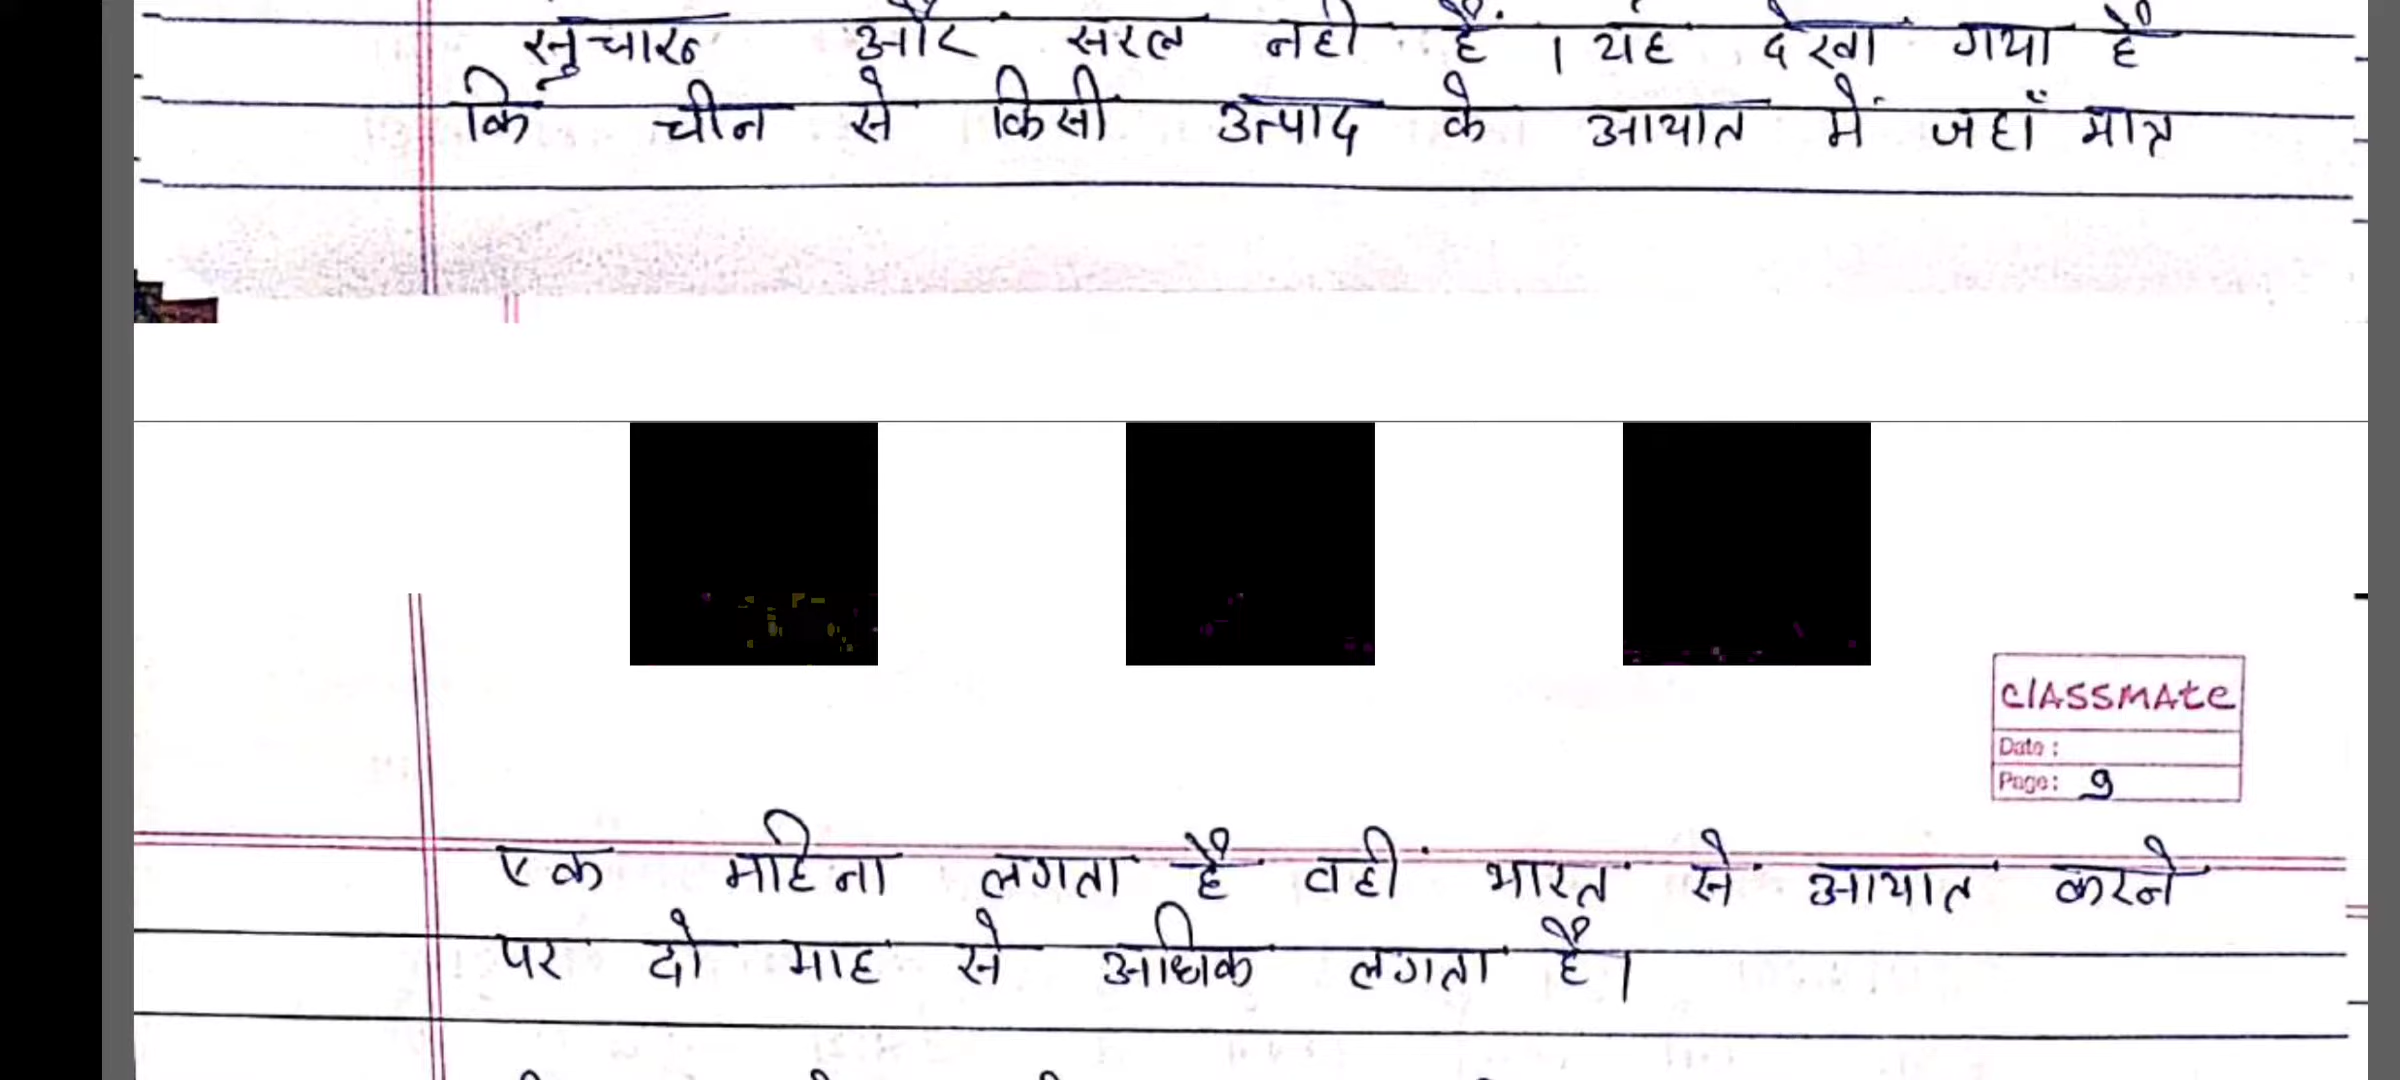 सुचारू और सरल नही हैं । यह देखा गया है
कि चीन से किसी उत्पाद के आयात में जहाँ मात्र
classmate
Date :
Page : 9
एक महिना लगता है वहीं भारत से आयात करने
पर दो माह से अधिक लगता है।